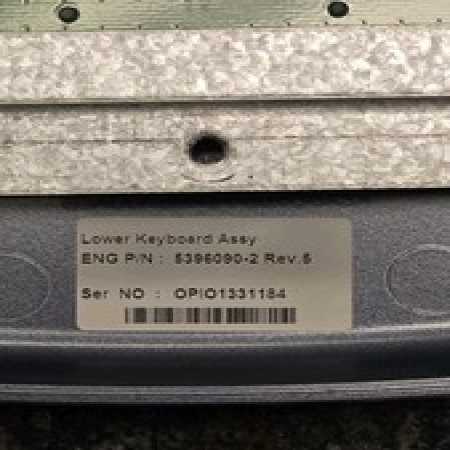 Lower Keyboard Assy
ENG P/N : 5396090-2 Rev.5
Ser NO : OPIO1331184